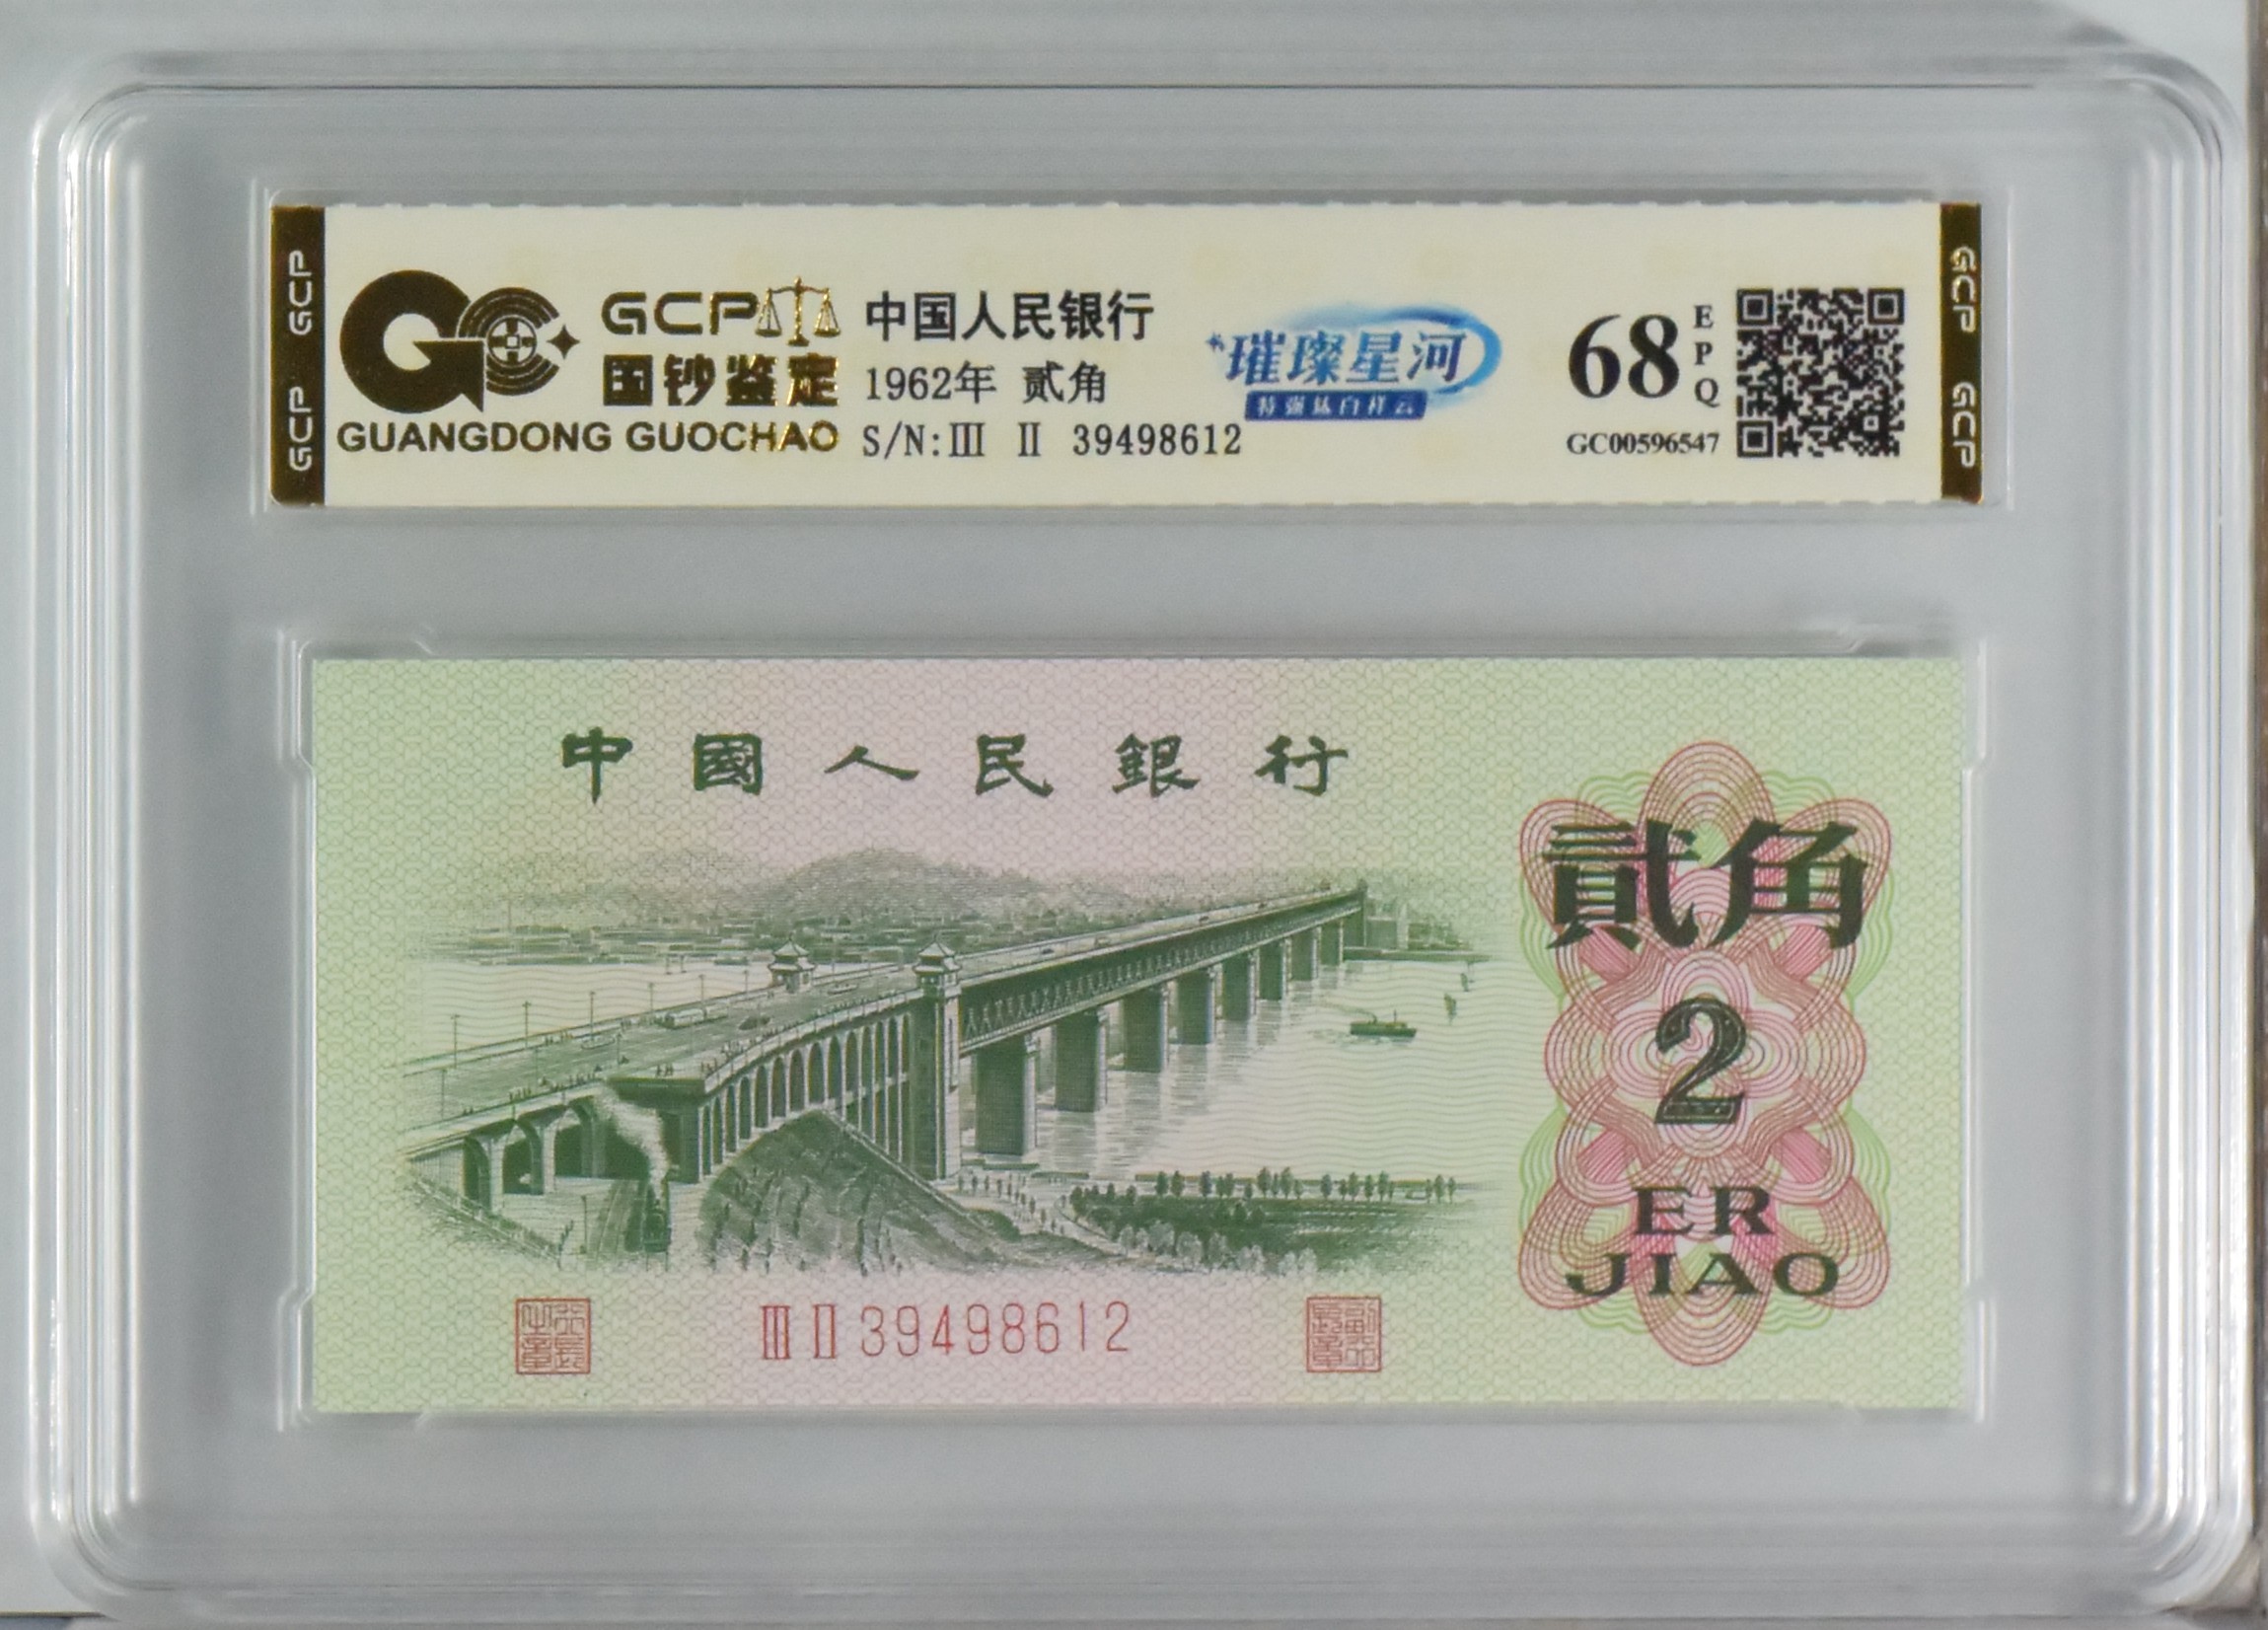 GCP GCP
GCP
国钞鉴定
GUANGDONG GUOCHAO
中国人民银行
1962年 贰角
S/N:Ⅲ Ⅱ 39498612
璀璨星河
68
EPQ
GC00596547
GCP GCP
中國人民銀行
貳角
2
ER
JIAO
Ⅲ Ⅱ 39498612